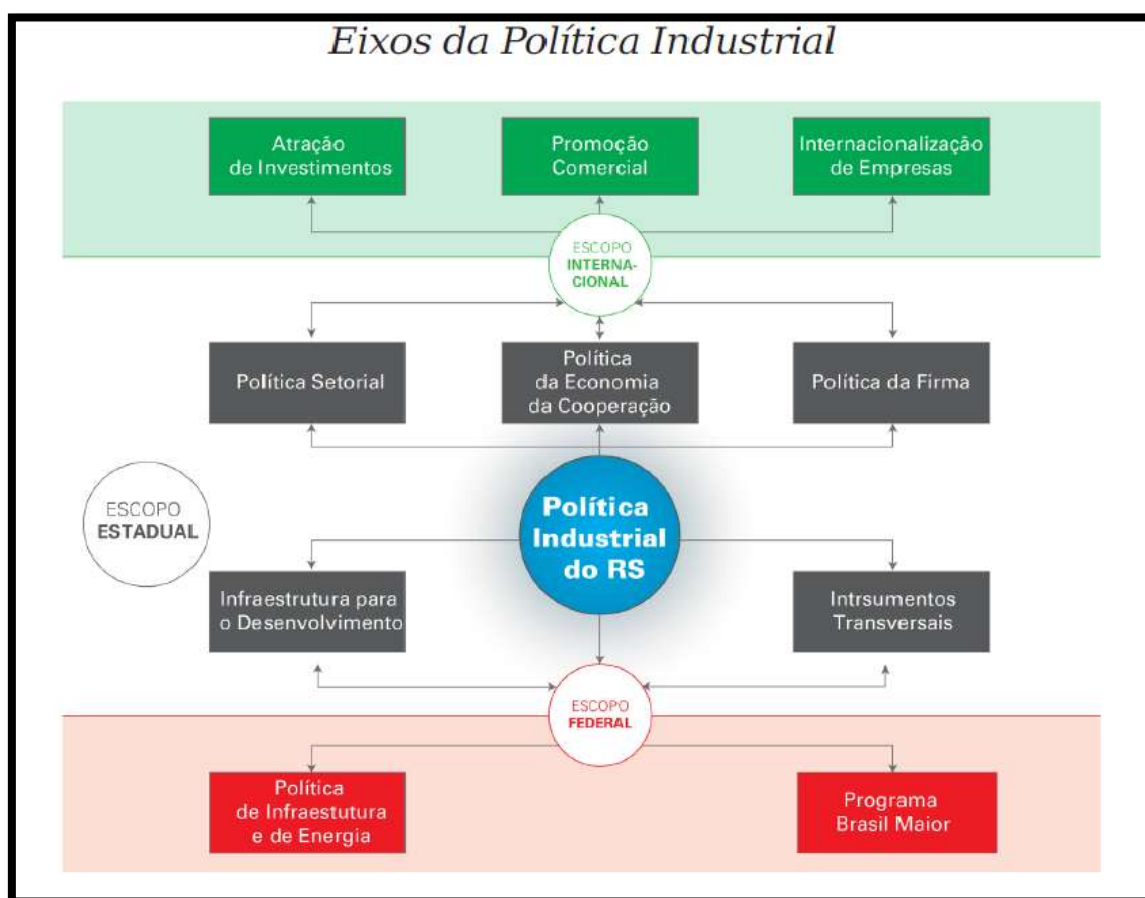 Eixos da Política Industrial
Atração
de Investimentos
Promoção
Comercial
Internacionalização
de Empresas
ESCOPO
INTERNA-
CIONAL
Política Setorial
Política
da Economia
da Cooperação
Política da Firma
ESCOPO
ESTADUAL
Política
Industrial
do RS
Infraestrutura para
o Desenvolvimento
Intrsumentos
Transversais
ESCOPO
FEDERAL
Política
de Infraestutura
e de Energia
Programa
Brasil Maior